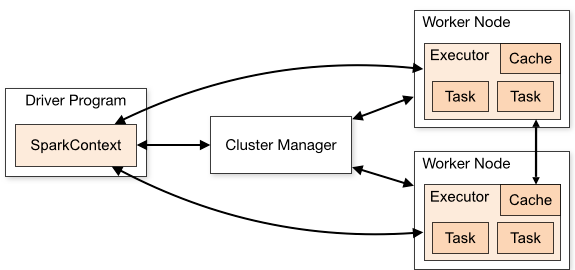 Driver Program
SparkContext
Cluster Manager
Worker Node
Executor
Cache
Task
Task
Worker Node
Executor
Cache
Task
Task